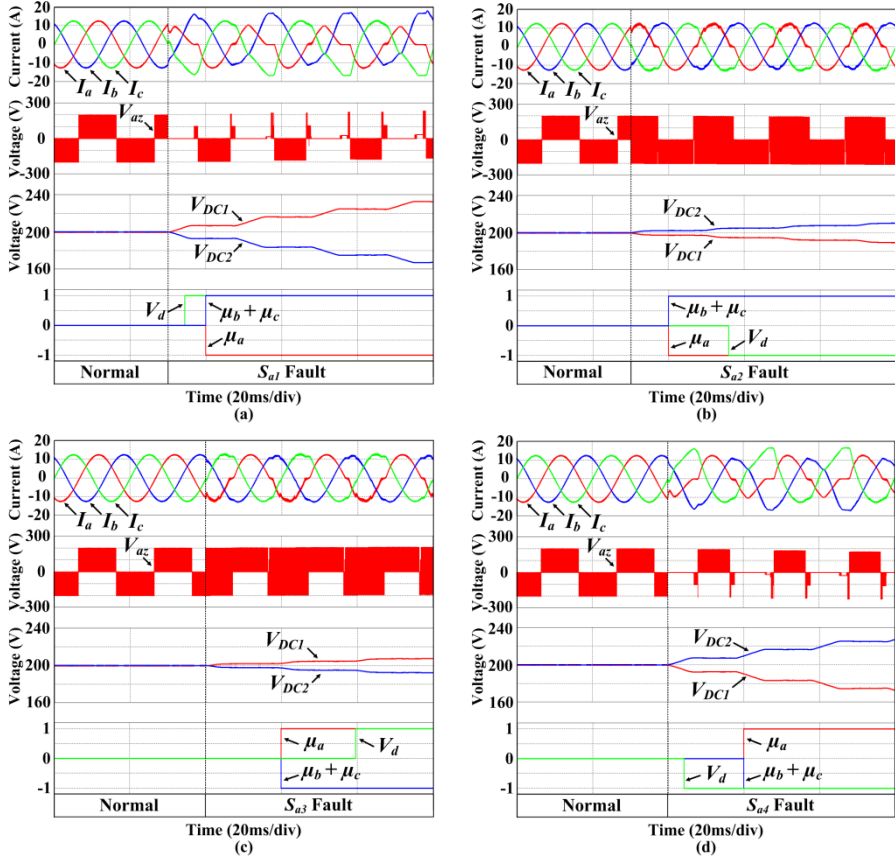 20
10
0
-10
-20
Current (A)
Ia Ib Ic
300
0
-300
Voltage (V)
Vaz
240
200
160
Voltage (V)
VDC1
VDC2
1
0
-1
Vd
μb + μc
μa
Normal
Sa1 Fault
Time (20ms/div)
(a)
20
10
0
-10
-20
Current (A)
Ia Ib Ic
300
0
-300
Voltage (V)
Vaz
240
200
160
Voltage (V)
VDC2
VDC1
1
0
-1
μb + μc
μa
Vd
Normal
Sa2 Fault
Time (20ms/div)
(b)
20
10
0
-10
-20
Current (A)
Ia Ib Ic
300
0
-300
Voltage (V)
Vaz
240
200
160
Voltage (V)
VDC1
VDC2
1
0
-1
μa
Vd
μb + μc
Normal
Sa3 Fault
Time (20ms/div)
(c)
20
10
0
-10
-20
Current (A)
Ia Ib Ic
300
0
-300
Voltage (V)
Vaz
240
200
160
Voltage (V)
VDC2
VDC1
1
0
-1
μa
Vd
μb + μc
Normal
Sa4 Fault
Time (20ms/div)
(d)